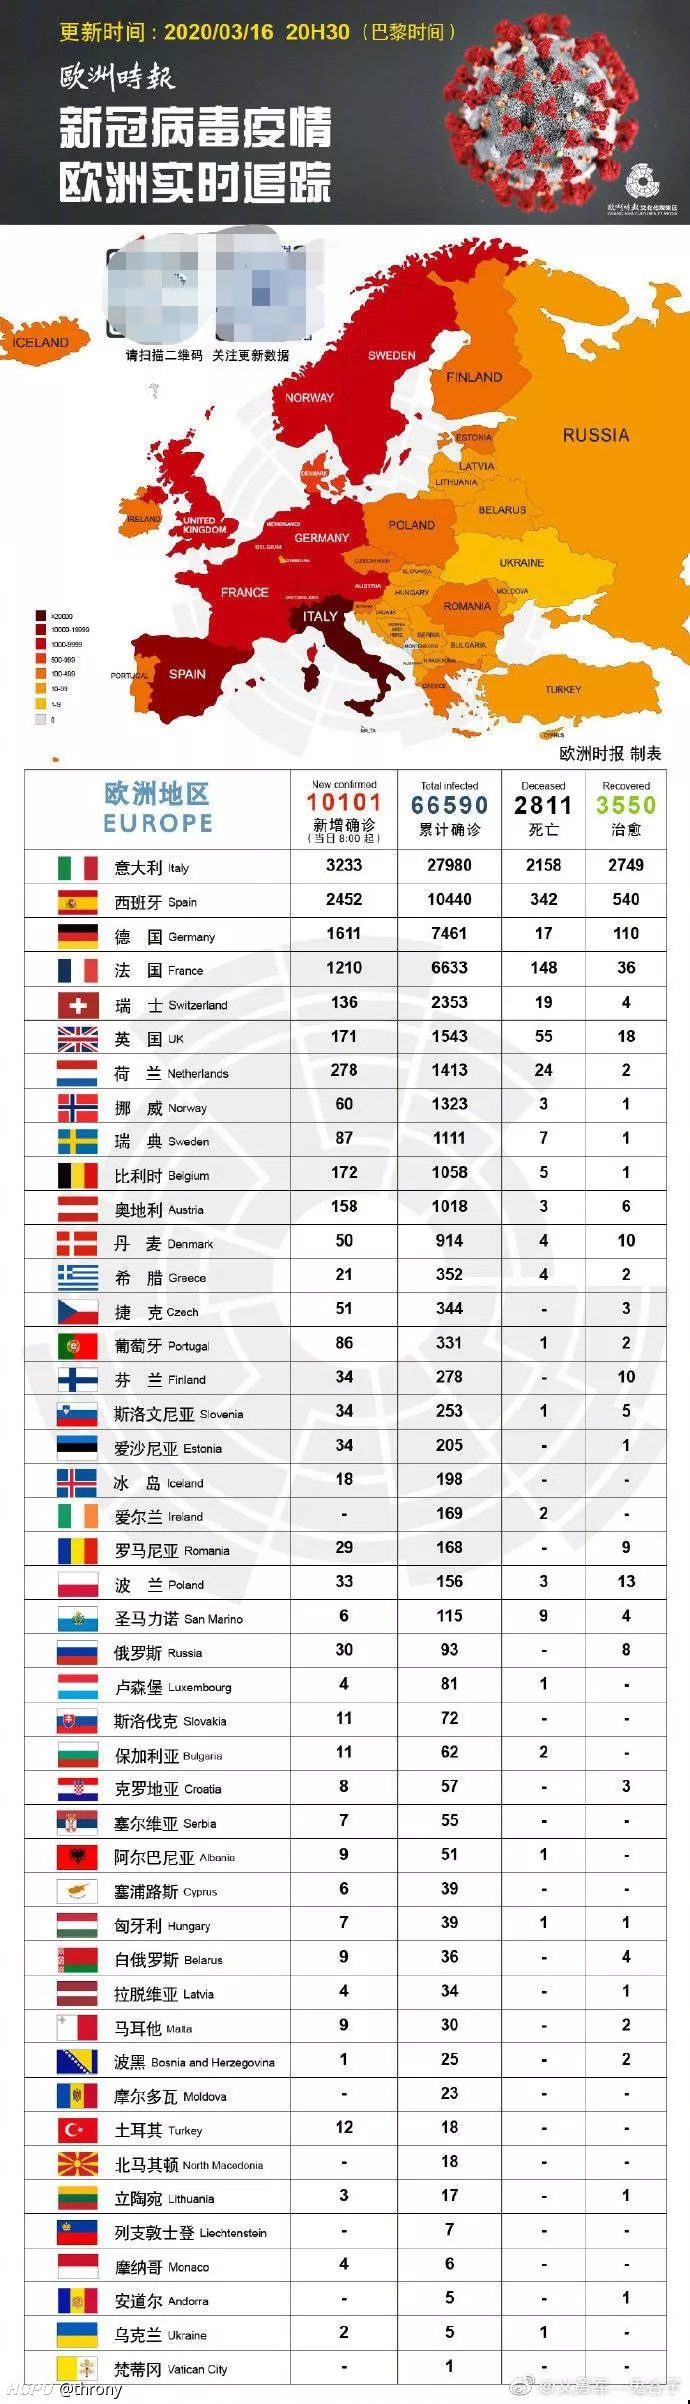 更新时间：2020/03/16 20H30（巴黎时间）
歐洲時報
新冠病毒疫情
欧洲实时追踪
歐洲時報文化传媒集团
请扫描二维码 关注更新数据
ICELAND
SWEDEN
FINLAND
NORWAY
RUSSIA
ESTONIA
LATVIA
LITHUANIA
DENMARK
BELARUS
IRELAND
UNITED KINGDOM
NETHERLANDS
GERMANY
POLAND
BELGIUM
UKRAINE
SLOVAKIA
FRANCE
AUSTRIA
HUNGARY
MOLDOVA
SWITZERLAND
ROMANIA
ITALY
CROATIA
SERBIA
BULGARIA
MONTENEGRO
PORTUGAL
SPAIN
GREECE
TURKEY
MALTA
CYPRUS
>20000
10000-19999
1000-9999
500-999
100-499
10-99
1-9
0
欧洲时报 制表
欧洲地区 EUROPE
New confirmed 10101 新增确诊 (当日8:00起)
Total infected 66590 累计确诊
Deceased 2811 死亡
Recovered 3550 治愈
意大利 Italy 3233 27980 2158 2749
西班牙 Spain 2452 10440 342 540
德 国 Germany 1611 7461 17 110
法 国 France 1210 6633 148 36
瑞 士 Switzerland 136 2353 19 4
英 国 UK 171 1543 55 18
荷 兰 Netherlands 278 1413 24 2
挪 威 Norway 60 1323 3 1
瑞 典 Sweden 87 1111 7 1
比利时 Belgium 172 1058 5 1
奥地利 Austria 158 1018 3 6
丹 麦 Denmark 50 914 4 10
希 腊 Greece 21 352 4 2
捷 克 Czech 51 344 - 3
葡萄牙 Portugal 86 331 1 2
芬 兰 Finland 34 278 - 10
斯洛文尼亚 Slovenia 34 253 1 5
爱沙尼亚 Estonia 34 205 - 1
冰 岛 Iceland 18 198 - -
爱尔兰 Ireland - 169 2 -
罗马尼亚 Romania 29 168 - 9
波 兰 Poland 33 156 3 13
圣马力诺 San Marino 6 115 9 4
俄罗斯 Russia 30 93 - 8
卢森堡 Luxembourg 4 81 1 -
斯洛伐克 Slovakia 11 72 - -
保加利亚 Bulgaria 11 62 2 -
克罗地亚 Croatia 8 57 - 3
塞尔维亚 Serbia 7 55 - -
阿尔巴尼亚 Albania 9 51 1 -
塞浦路斯 Cyprus 6 39 - -
匈牙利 Hungary 7 39 1 1
白俄罗斯 Belarus 9 36 - 4
拉脱维亚 Latvia 4 34 - 1
马耳他 Malta 9 30 - 2
波黑 Bosnia and Herzegovina 1 25 - 2
摩尔多瓦 Moldova - 23 - -
土耳其 Turkey 12 18 - -
北马其顿 North Macedonia - 18 - -
立陶宛 Lithuania 3 17 - 1
列支敦士登 Liechtenstein - 7 - -
摩纳哥 Monaco 4 6 - -
安道尔 Andorra - 5 - 1
乌克兰 Ukraine 2 5 1 -
梵蒂冈 Vatican City - 1 - -
HUPU @throny